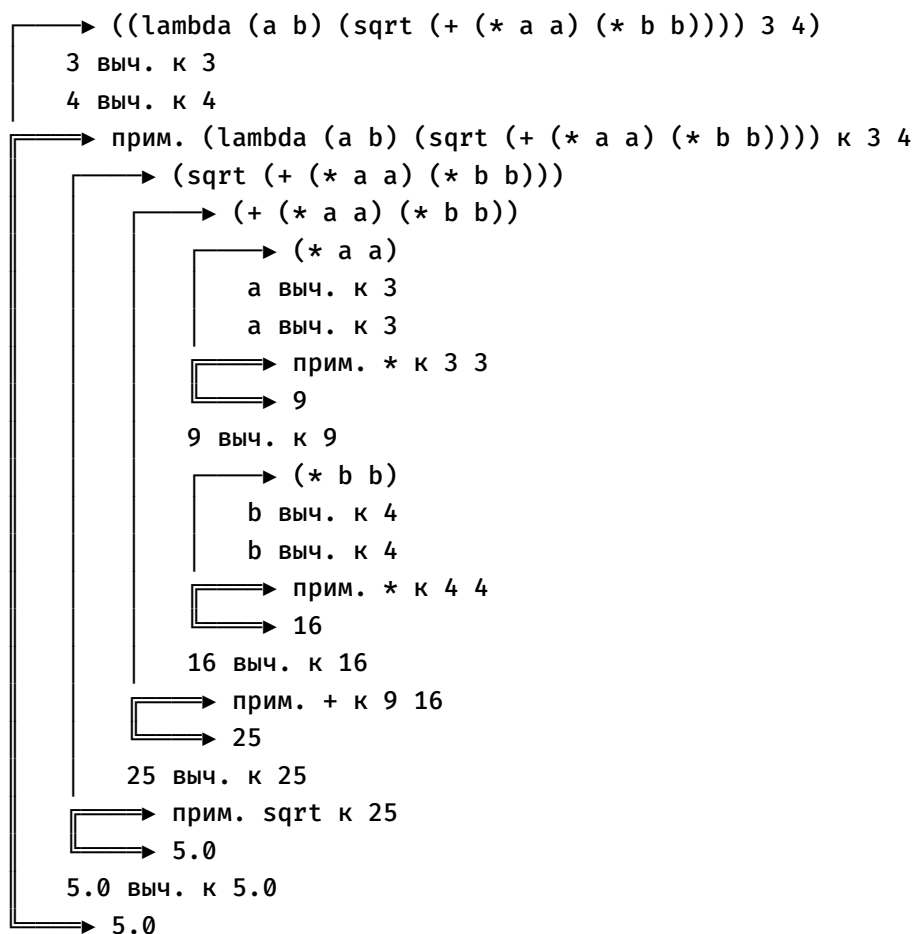 ((lambda (a b) (sqrt (+ (* a a) (* b b)))) 3 4)
3 выч. к 3
4 выч. к 4
прим. (lambda (a b) (sqrt (+ (* a a) (* b b)))) к 3 4
(sqrt (+ (* a a) (* b b)))
(+ (* a a) (* b b))
(* a a)
a выч. к 3
a выч. к 3
прим. * к 3 3
9
9 выч. к 9
(* b b)
b выч. к 4
b выч. к 4
прим. * к 4 4
16
16 выч. к 16
прим. + к 9 16
25
25 выч. к 25
прим. sqrt к 25
5.0
5.0 выч. к 5.0
5.0